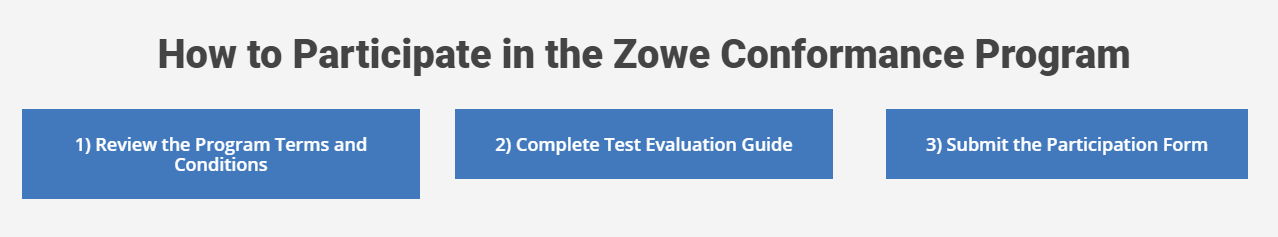 How to Participate in the Zowe Conformance Program
1) Review the Program Terms and
Conditions
2) Complete Test Evaluation Guide
3) Submit the Participation Form